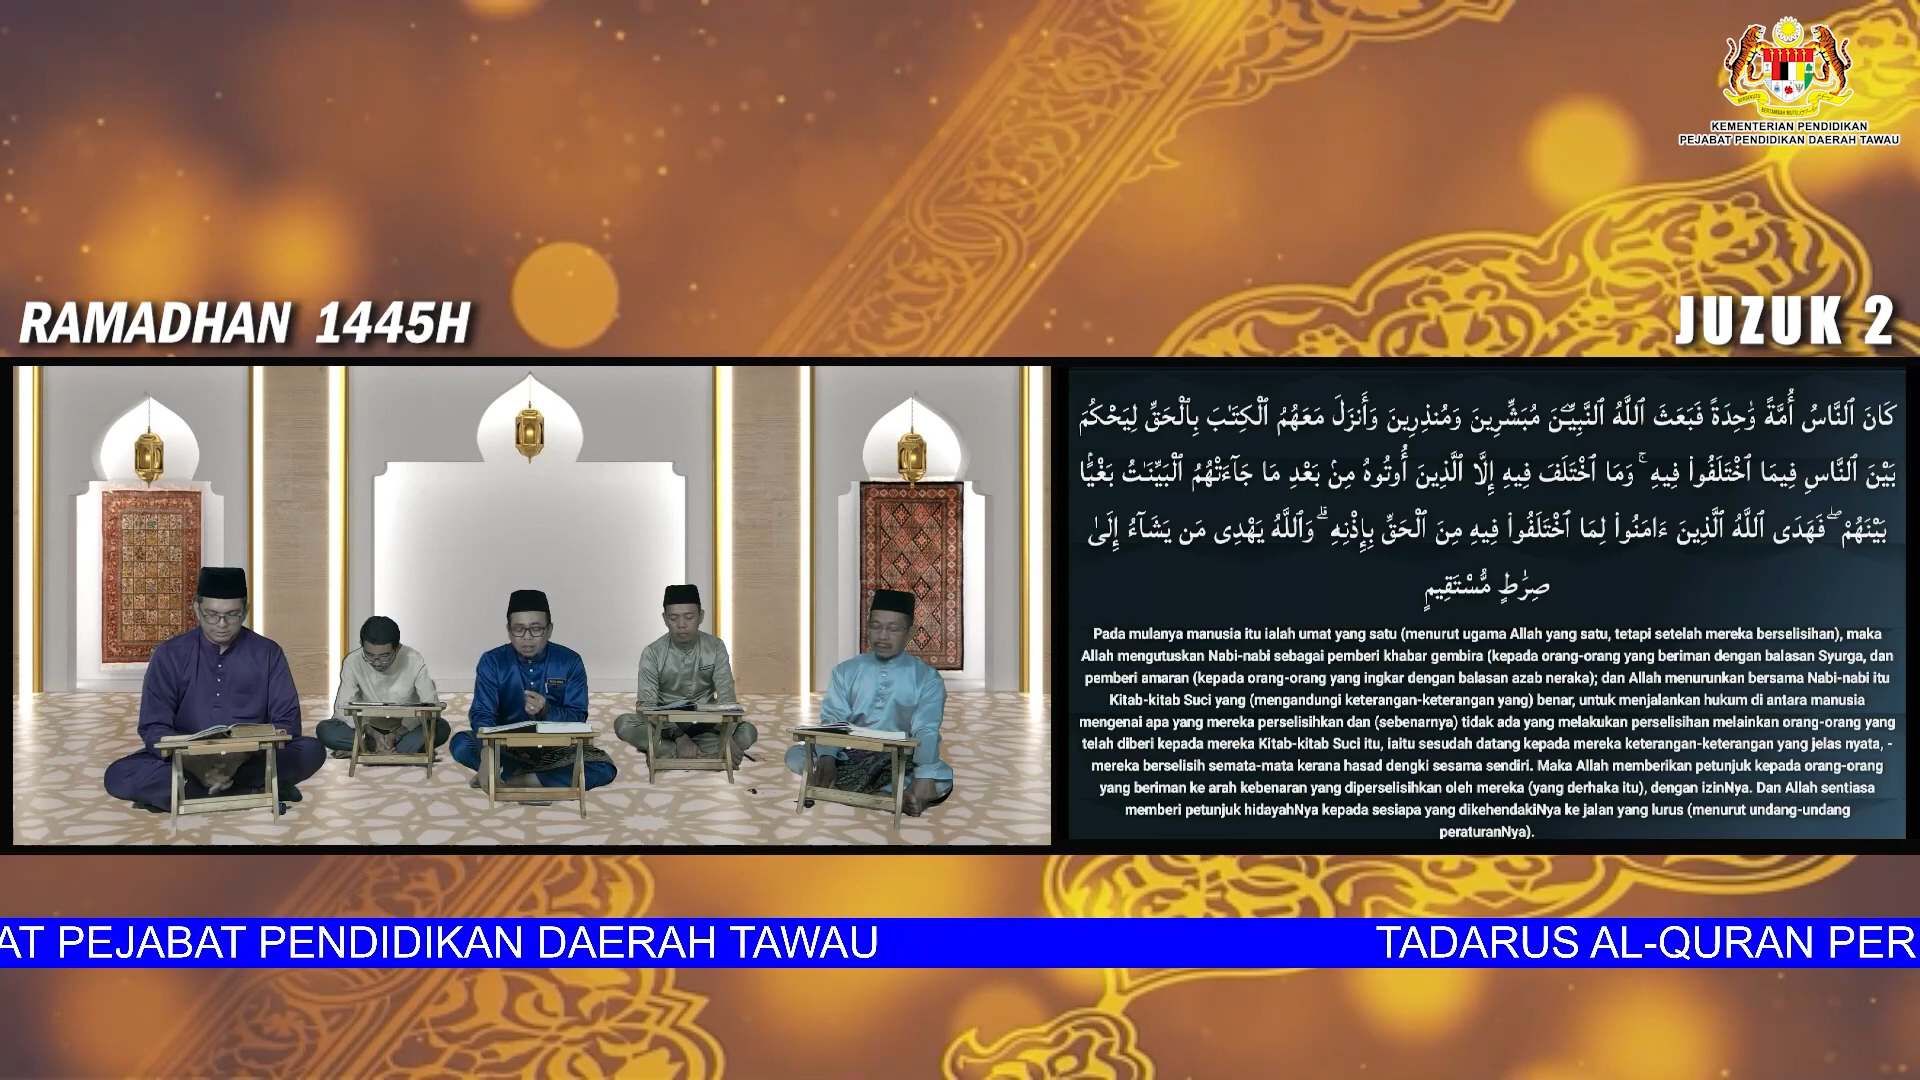 KEMENTERIAN PENDIDIKAN
PEJABAT PENDIDIKAN DAERAH TAWAU
RAMADHAN 1445H
JUZUK 2
كَانَ ٱلنَّاسُ أُمَّةً وَٰحِدَةً فَبَعَثَ ٱللَّهُ ٱلنَّبِيِّـۧنَ مُبَشِّرِينَ وَمُنذِرِينَ وَأَنزَلَ مَعَهُمُ ٱلْكِتَـٰبَ بِٱلْحَقِّ لِيَحْكُمَ
بَيْنَ ٱلنَّاسِ فِيمَا ٱخْتَلَفُوا۟ فِيهِ ۚ وَمَا ٱخْتَلَفَ فِيهِ إِلَّا ٱلَّذِينَ أُوتُوهُ مِنۢ بَعْدِ مَا جَآءَتْهُمُ ٱلْبَيِّنَـٰتُ بَغْيًۢا
بَيْنَهُمْ ۖ فَهَدَى ٱللَّهُ ٱلَّذِينَ ءَامَنُوا۟ لِمَا ٱخْتَلَفُوا۟ فِيهِ مِنَ ٱلْحَقِّ بِإِذْنِهِۦ ۗ وَٱللَّهُ يَهْدِى مَن يَشَآءُ إِلَىٰ
صِرَٰطٍ مُّسْتَقِيمٍ
Pada mulanya manusia itu ialah umat yang satu (menurut ugama Allah yang satu, tetapi setelah mereka berselisihan), maka
Allah mengutuskan Nabi-nabi sebagai pemberi khabar gembira (kepada orang-orang yang beriman dengan balasan Syurga, dan
pemberi amaran (kepada orang-orang yang ingkar dengan balasan azab neraka); dan Allah menurunkan bersama Nabi-nabi itu
Kitab-kitab Suci yang (mengandungi keterangan-keterangan yang) benar, untuk menjalankan hukum di antara manusia
mengenai apa yang mereka perselisihkan dan (sebenarnya) tidak ada yang melakukan perselisihan melainkan orang-orang yang
telah diberi kepada mereka Kitab-kitab Suci itu, iaitu sesudah datang kepada mereka keterangan-keterangan yang jelas nyata, -
mereka berselisih semata-mata kerana hasad dengki sesama sendiri. Maka Allah memberikan petunjuk kepada orang-orang
yang beriman ke arah kebenaran yang diperselisihkan oleh mereka (yang derhaka itu), dengan izinNya. Dan Allah sentiasa
memberi petunjuk hidayahNya kepada sesiapa yang dikehendakiNya ke jalan yang lurus (menurut undang-undang
peraturanNya).
AT PEJABAT PENDIDIKAN DAERAH TAWAU
TADARUS AL-QURAN PER